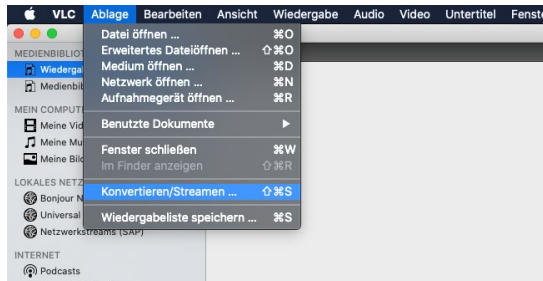 VLC Ablage Bearbeiten Ansicht Wiedergabe Audio Video Untertitel
Datei öffnen ... ⌘O
Erweitertes Dateiöffnen ... ⇧⌘O
Medium öffnen ... ⌘D
Netzwerk öffnen ... ⌘N
Aufnahmegerät öffnen ... ⌘R
Benutzte Dokumente ▶
Fenster schließen ⌘W
Im Finder anzeigen ⇧⌘R
Konvertieren/Streamen ... ⇧⌘S
Wiedergabeliste speichern ... ⌘S
MEDIENBIBLIOT
Wiedergal
Medienbib
MEIN COMPUT
Meine Vid
Meine Mu
Meine Bild
LOKALES NETZ
Bonjour N
Universal
Netzwerkstreams (SAP)
INTERNET
Podcasts